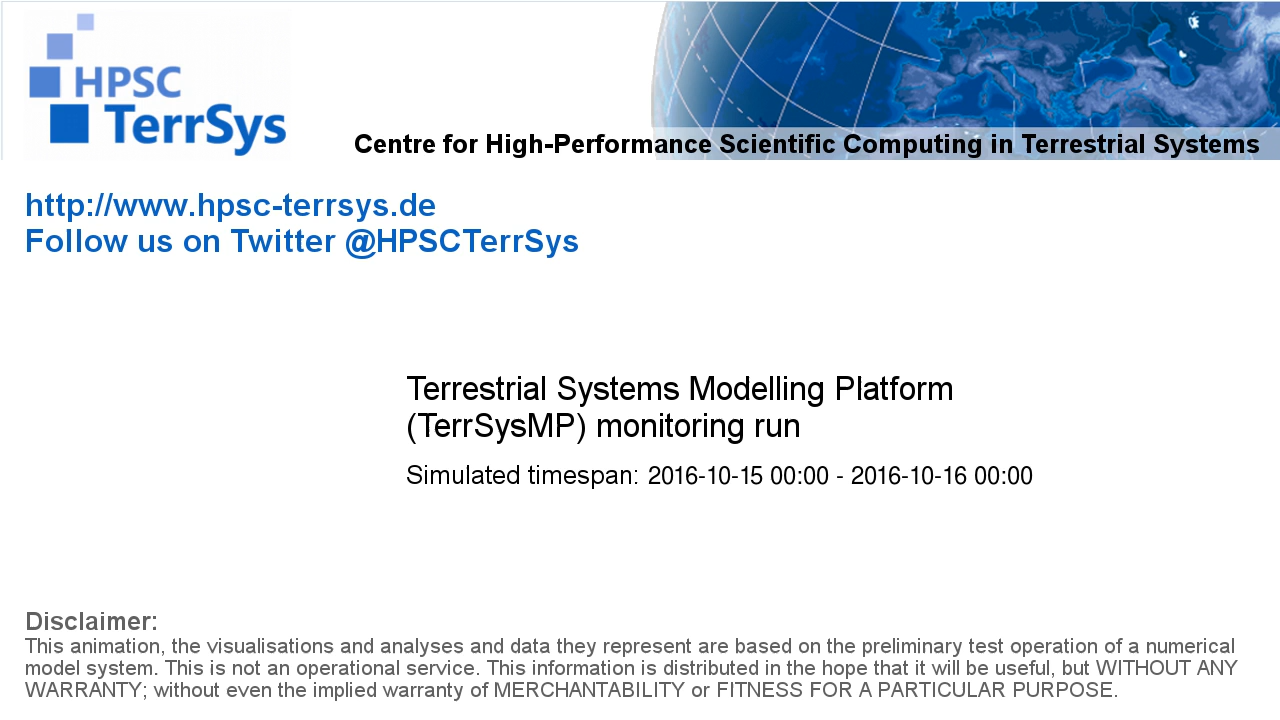 HPSC
TerrSys
Centre for High-Performance Scientific Computing in Terrestrial Systems
http://www.hpsc-terrsys.de
Follow us on Twitter @HPSCTerrSys
Terrestrial Systems Modelling Platform
(TerrSysMP) monitoring run
Simulated timespan: 2016-10-15 00:00 - 2016-10-16 00:00
Disclaimer:
This animation, the visualisations and analyses and data they represent are based on the preliminary test operation of a numerical
model system. This is not an operational service. This information is distributed in the hope that it will be useful, but WITHOUT ANY
WARRANTY; without even the implied warranty of MERCHANTABILITY or FITNESS FOR A PARTICULAR PURPOSE.